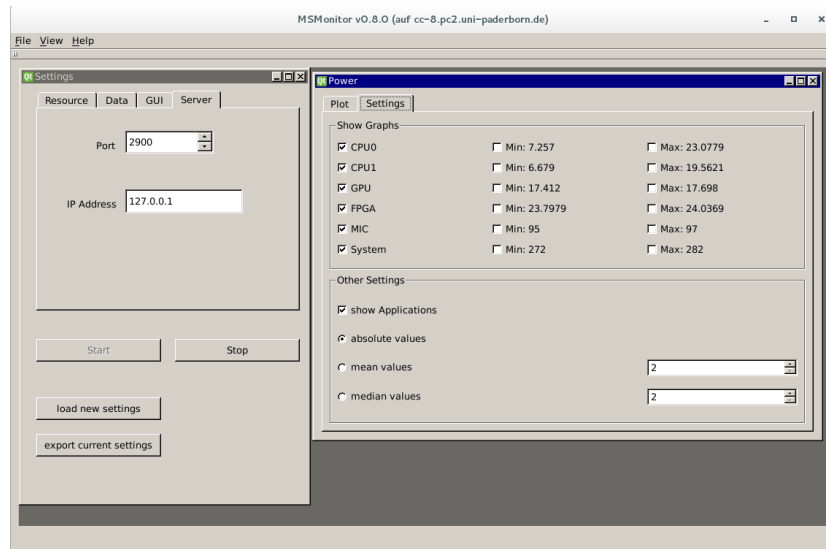 MSMonitor v0.8.0 (auf cc-8.pc2.uni-paderborn.de)
File View Help
Qt Settings
Resource Data GUI Server
Port 2900
IP Address 127.0.0.1
Start Stop
load new settings
export current settings
Qt Power
Plot Settings
Show Graphs
CPU0 Min: 7.257 Max: 23.0779
CPU1 Min: 6.679 Max: 19.5621
GPU Min: 17.412 Max: 17.698
FPGA Min: 23.7979 Max: 24.0369
MIC Min: 95 Max: 97
System Min: 272 Max: 282
Other Settings
show Applications
absolute values
mean values 2
median values 2